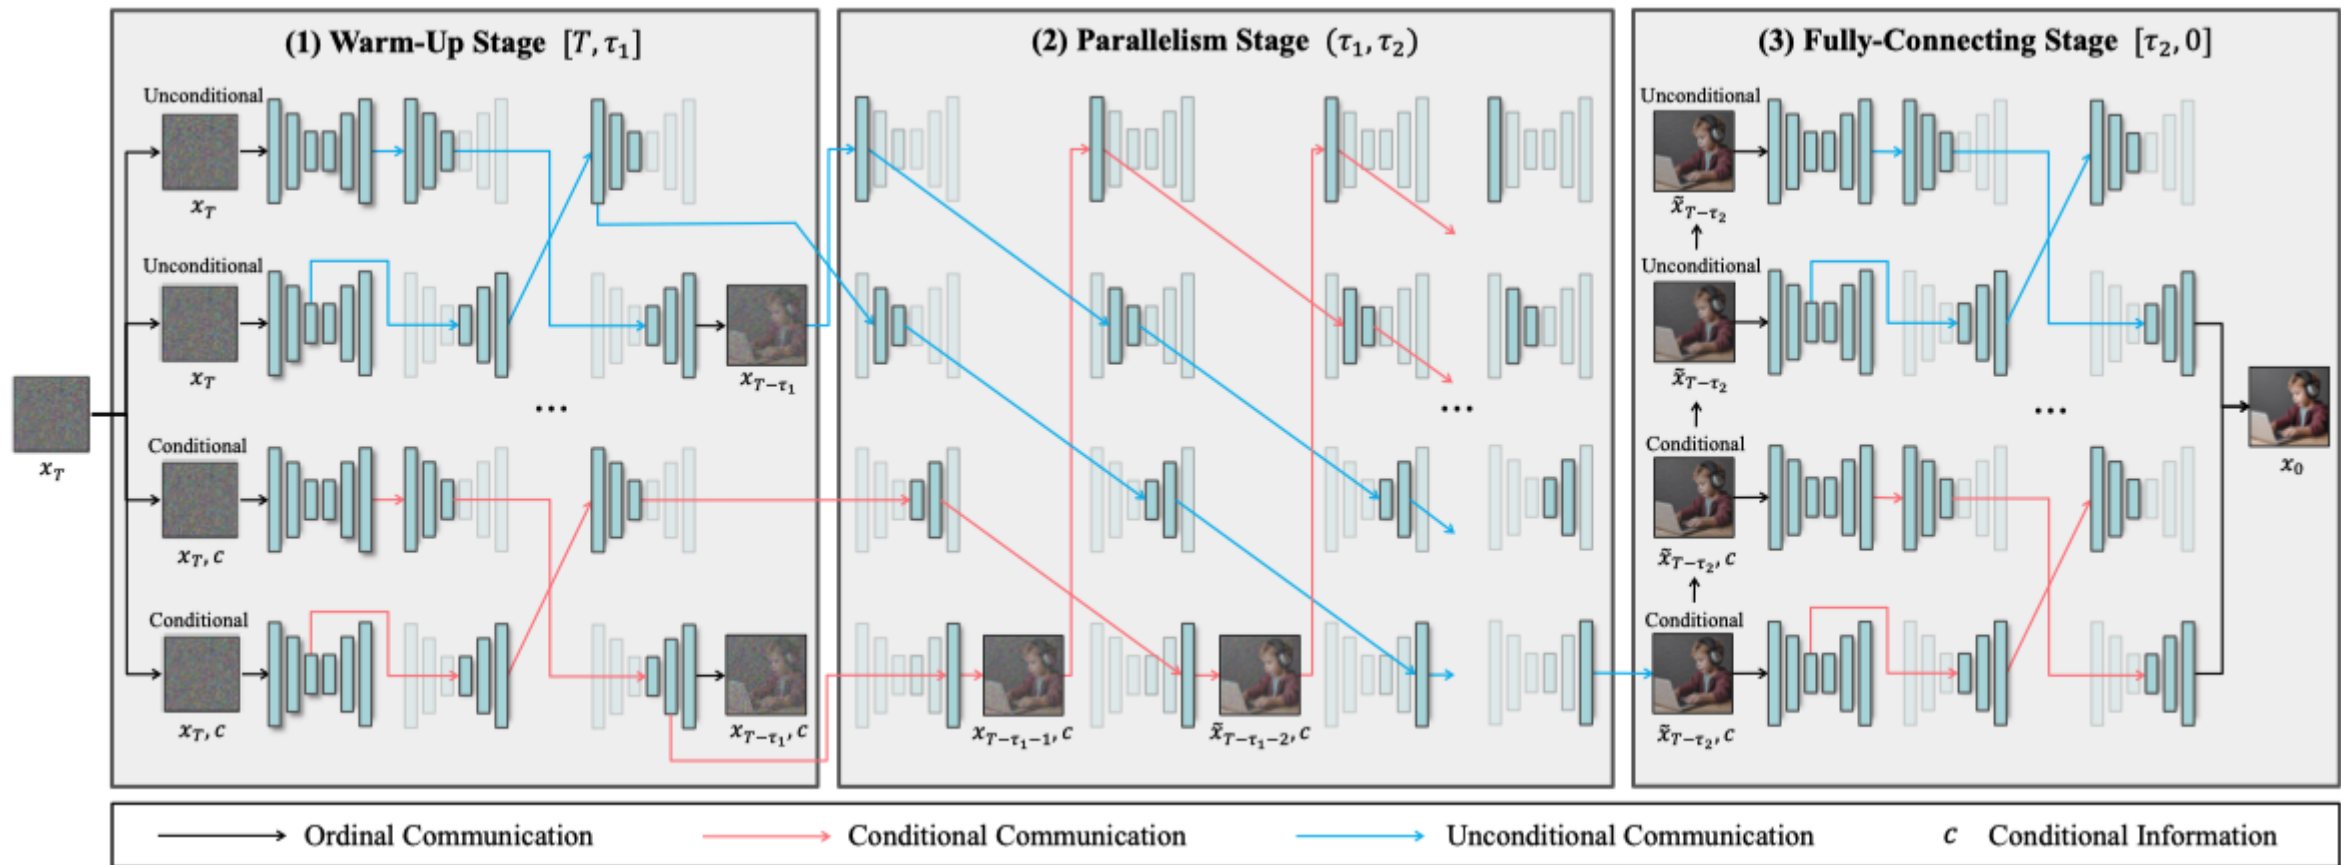 (1) Warm-Up Stage [T, τ₁]
Unconditional
x_T
Unconditional
x_T
x_{T−τ₁}
...
x_T
Conditional
x_T, c
Conditional
x_T, c
x_{T−τ₁}, c
(2) Parallelism Stage (τ₁, τ₂)
...
x_{T−τ₁−1}, c
x̃_{T−τ₁−2}, c
(3) Fully-Connecting Stage [τ₂, 0]
Unconditional
x̃_{T−τ₂}
Unconditional
x̃_{T−τ₂}
...
Conditional
x̃_{T−τ₂}, c
Conditional
x̃_{T−τ₂}, c
x₀
Ordinal Communication
Conditional Communication
Unconditional Communication
c Conditional Information